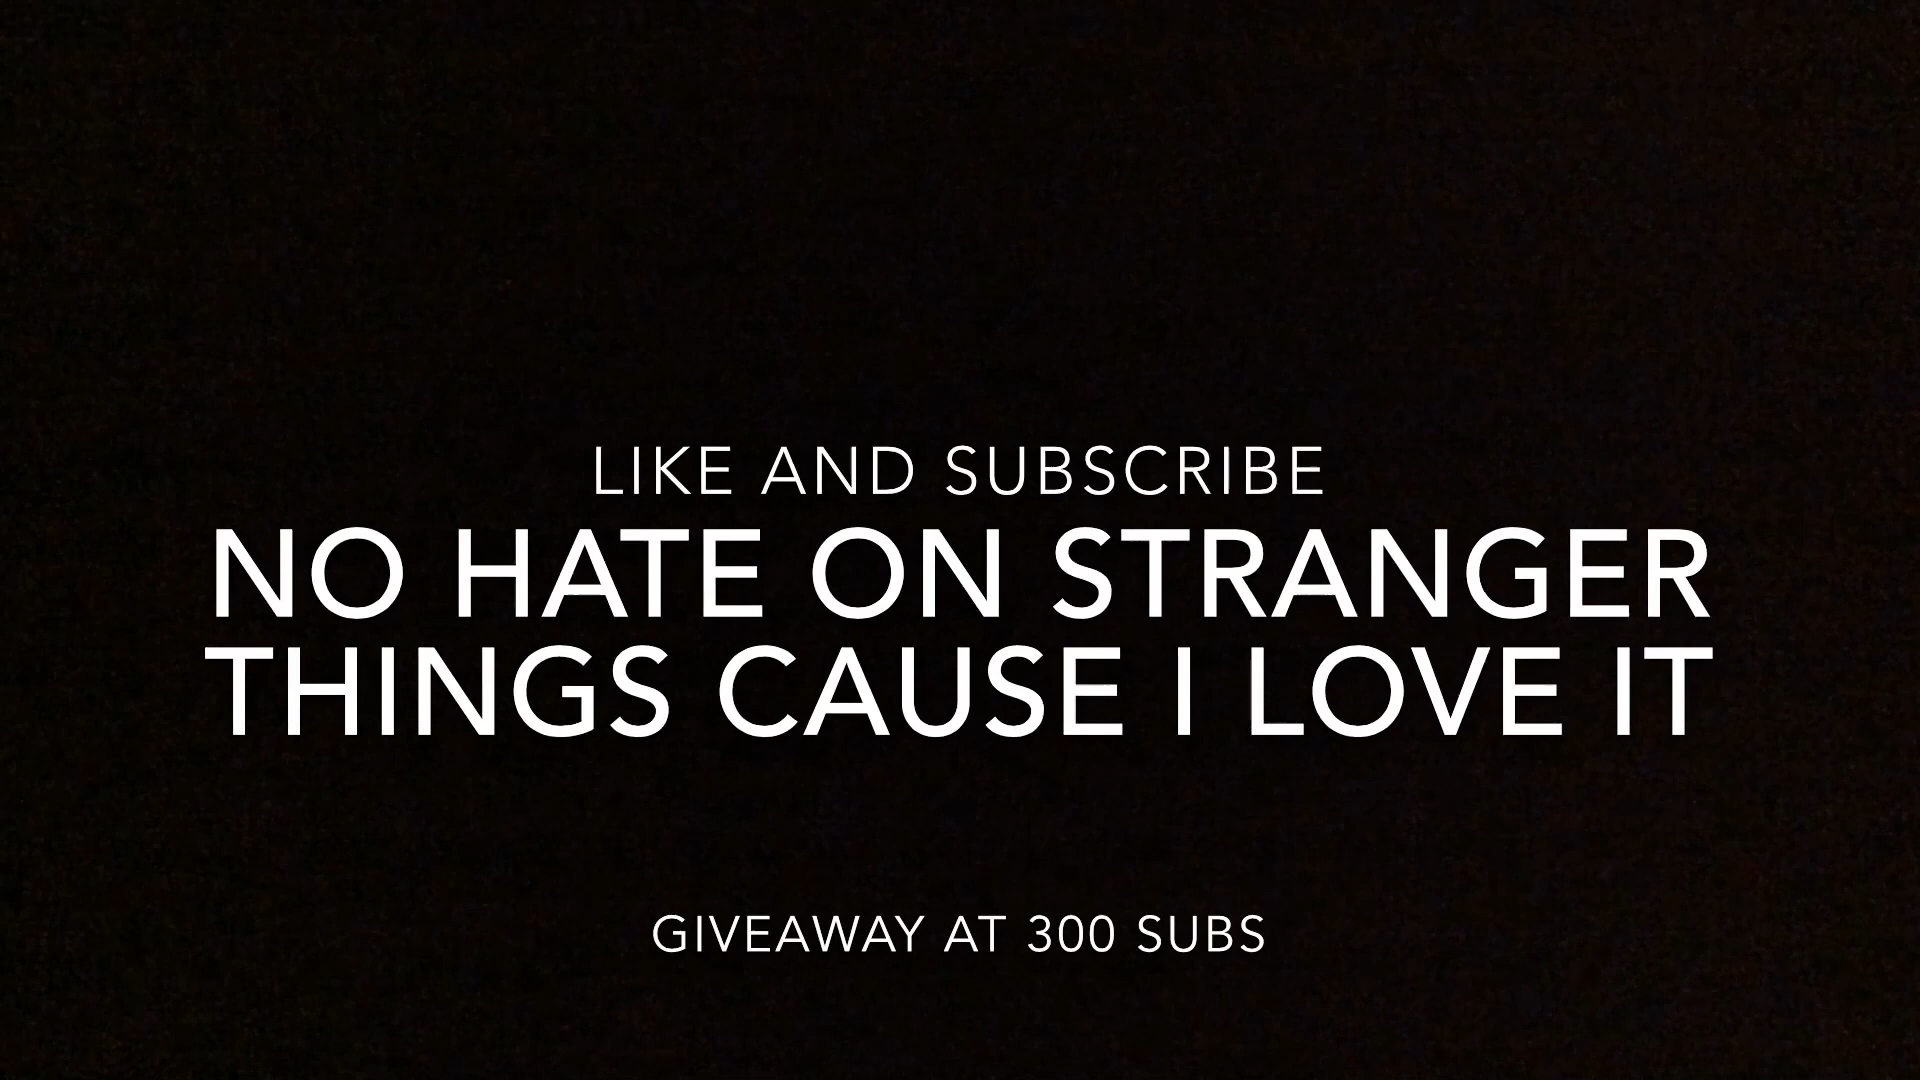 LIKE AND SUBSCRIBE
NO HATE ON STRANGER
THINGS CAUSE I LOVE IT
GIVEAWAY AT 300 SUBS